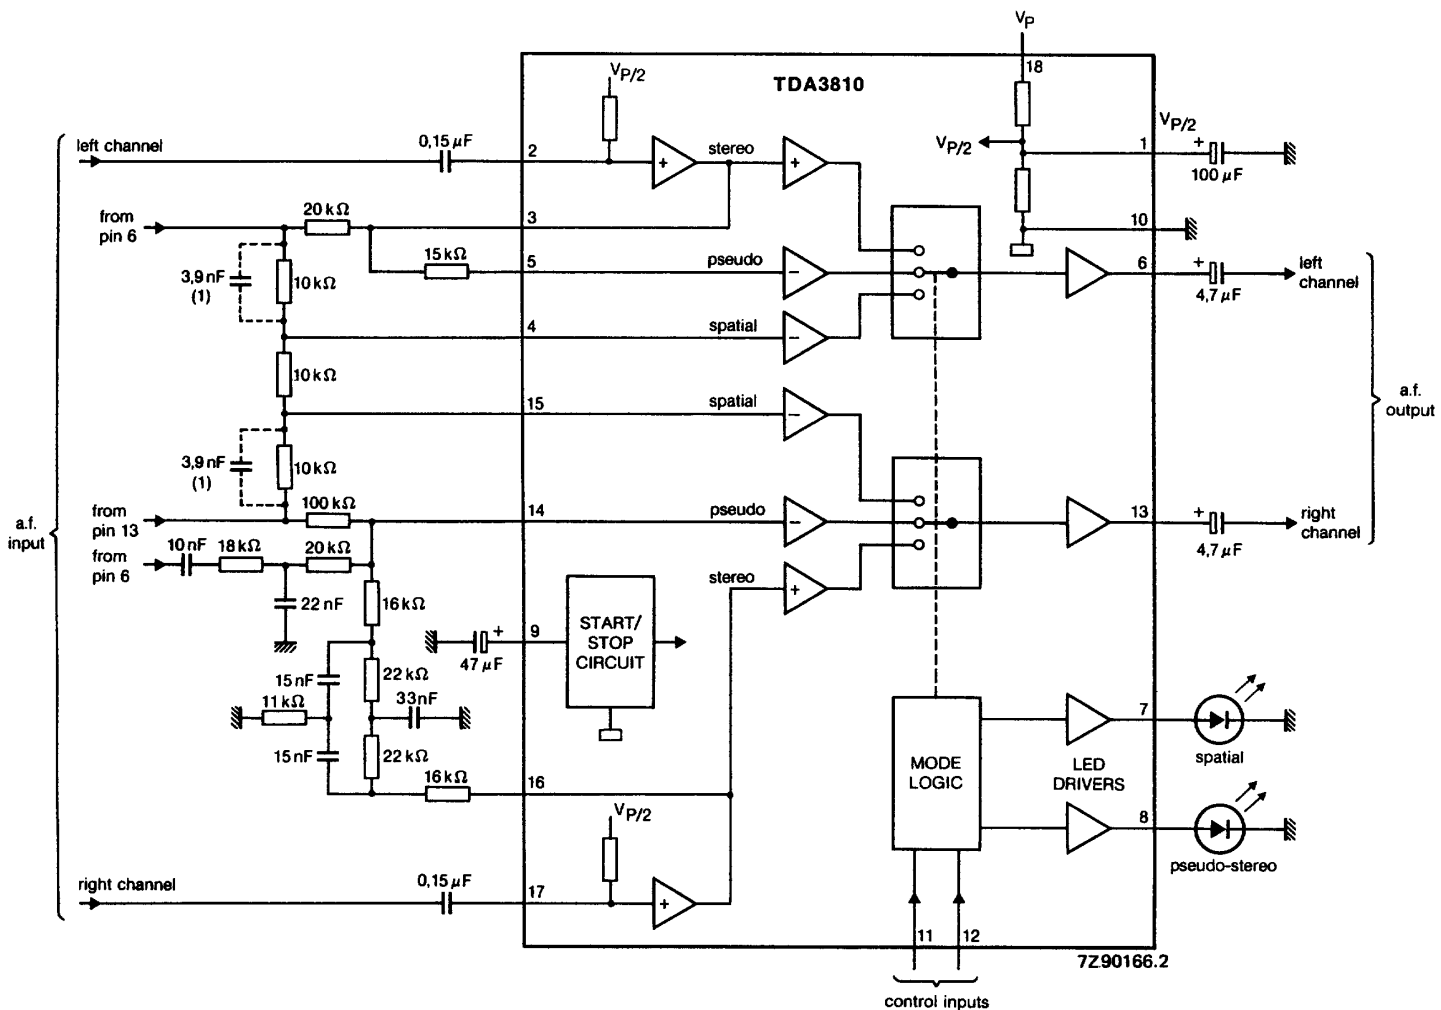 V_P
18
TDA3810
V_P/2
V_P/2
V_P/2
1
+
100 µF
10
left channel
0,15 µF
2
+
stereo
+
from
pin 6
20 kΩ
3
15 kΩ
5
pseudo
−
6
+
4,7 µF
left
channel
3,9 nF
(1)
10 kΩ
4
spatial
−
10 kΩ
15
spatial
−
a.f.
output
3,9 nF
(1)
10 kΩ
from
pin 13
100 kΩ
14
pseudo
−
13
+
4,7 µF
right
channel
a.f.
input
from
pin 6
10 nF
18 kΩ
20 kΩ
stereo
+
22 nF
16 kΩ
+
47 µF
9
START/
STOP
CIRCUIT
15 nF
22 kΩ
11 kΩ
33 nF
15 nF
22 kΩ
16 kΩ
16
MODE
LOGIC
LED
DRIVERS
7
spatial
8
pseudo-stereo
V_P/2
right channel
0,15 µF
17
+
11
12
7Z90166.2
control inputs